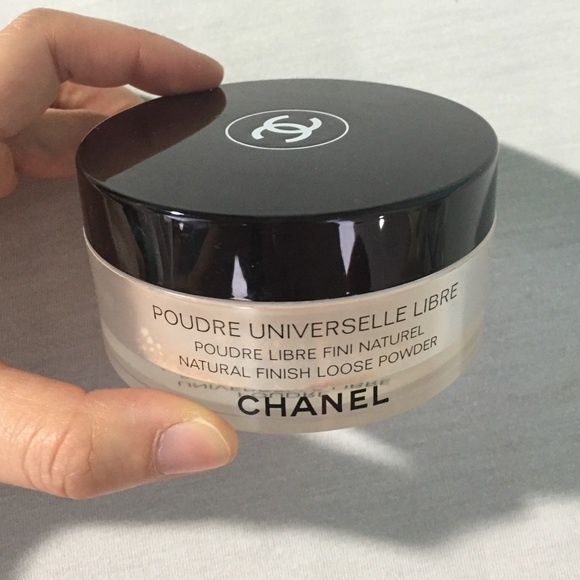 POUDRE UNIVERSELLE LIBRE
POUDRE LIBRE FINI NATUREL
NATURAL FINISH LOOSE POWDER
CHANEL